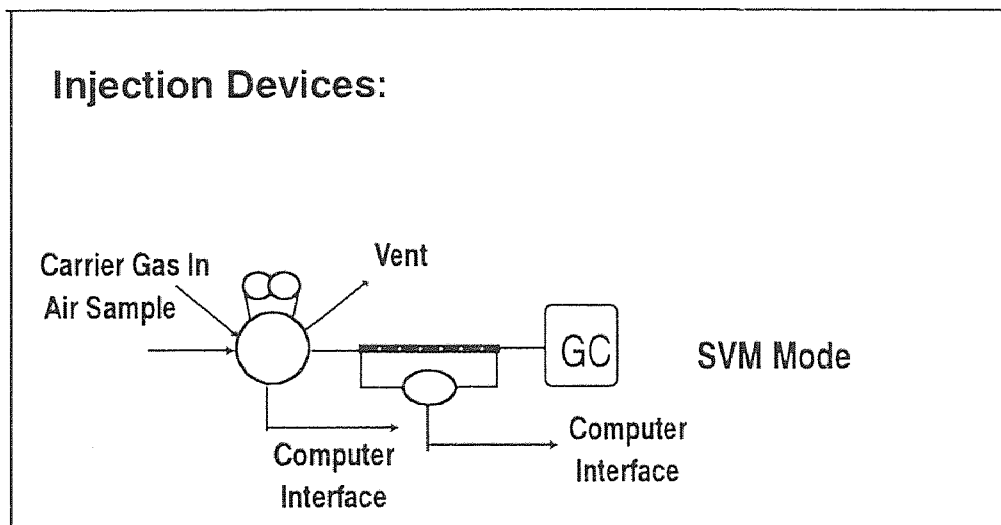 Injection Devices:
Carrier Gas In
Air Sample
Vent
GC
SVM Mode
Computer
Interface
Computer
Interface